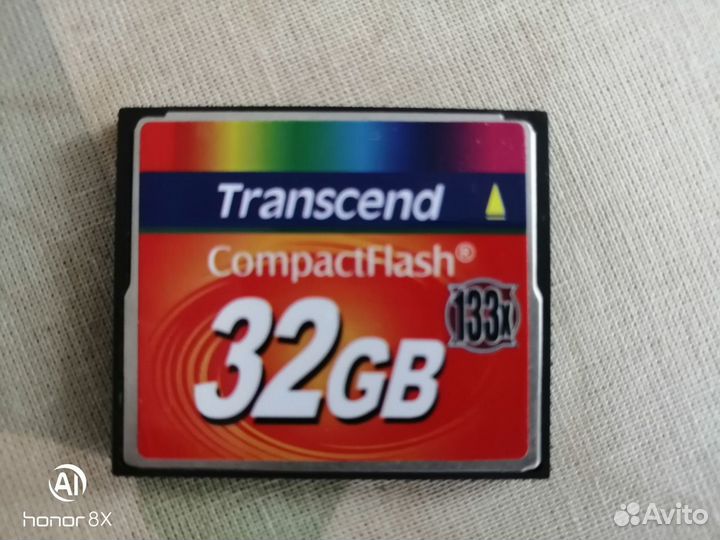 Transcend
CompactFlash®
133x
32GB
AI
honor 8X
Avito